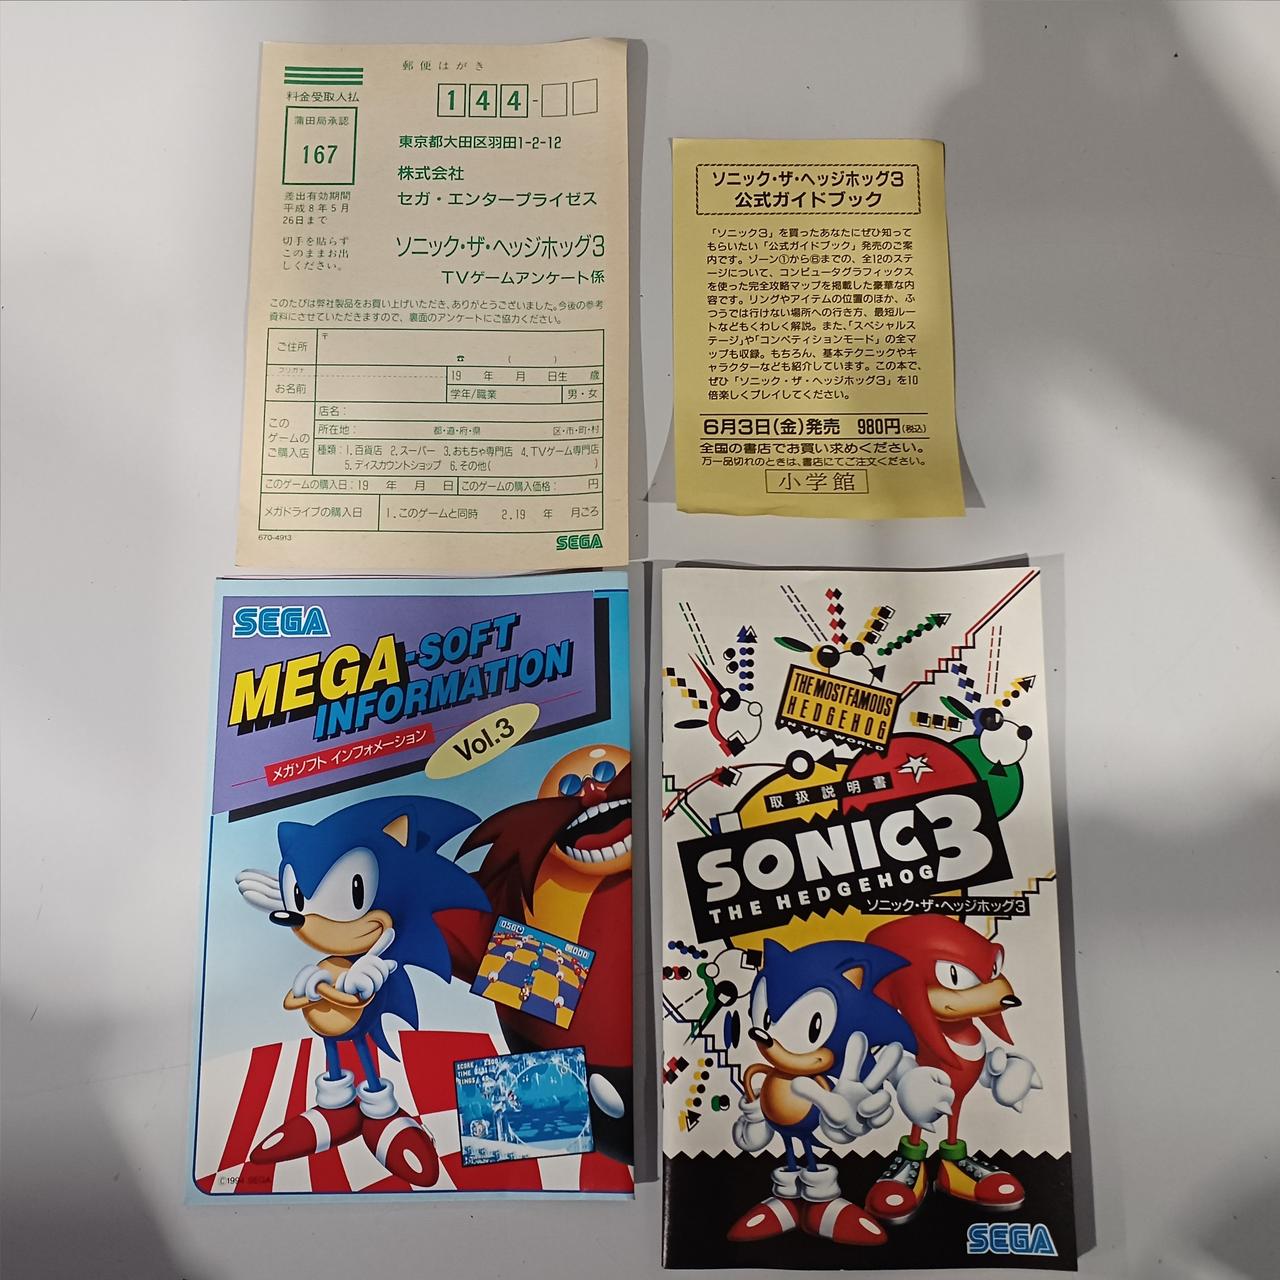 郵便はがき
料金受取人払
蒲田局承認
167
差出有効期間
平成8年5月
26日まで
切手を貼らず
このままお出
しください。
144-
東京都大田区羽田1-2-12
株式会社
セガ・エンタープライゼス
ソニック・ザ・ヘッジホッグ3
TVゲームアンケート係
このたびは弊社製品をお買い上げいただき、ありがとうございました。今後の参考
資料にさせていただきますので、裏面のアンケートにご協力ください。
ご住所 〒
☎ ( )
フリガナ
お名前
19 年 月 日生 歳
学年/職業 男・女
この
ゲームの
ご購入店
店名:
所在地: 都・道・府・県 区・市・町・村
種類:1.百貨店 2.スーパー 3.おもちゃ専門店 4.TVゲーム専門店
5.ディスカウントショップ 6.その他( )
このゲームの購入日:19 年 月 日 このゲームの購入価格: 円
メガドライブの購入日 1.このゲームと同時 2.19 年 月ごろ
670-4913
SEGA
ソニック・ザ・ヘッジホッグ3
公式ガイドブック
「ソニック3」を買ったあなたにぜひ知って
もらいたい「公式ガイドブック」発売のご案
内です。ゾーン①から⑥までの、全12のステ
ージについて、コンピュータグラフィックス
を使った完全攻略マップを掲載した豪華な内
容です。リングやアイテムの位置のほか、ふ
つうでは行けない場所への行き方、最短ルー
トなどもくわしく解説。また、「スペシャルス
テージ」や「コンペティションモード」の全マ
ップも収録。もちろん、基本テクニックやキ
ャラクターなども紹介しています。この本で、
ぜひ「ソニック・ザ・ヘッジホッグ3」を10
倍楽しくプレイしてください。
6月3日(金)発売 980円(税込)
全国の書店でお買い求めください。
万一品切れのときは、書店にてご注文ください。
小学館
SEGA
MEGA-SOFT
INFORMATION
メガソフト インフォメーション
Vol.3
SCORE
TIME
RINGS
©1994 SEGA
THE MOST FAMOUS
HEDGEHOG
IN THE WORLD
取扱説明書
SONIC 3
THE HEDGEHOG
ソニック・ザ・ヘッジホッグ3
SEGA